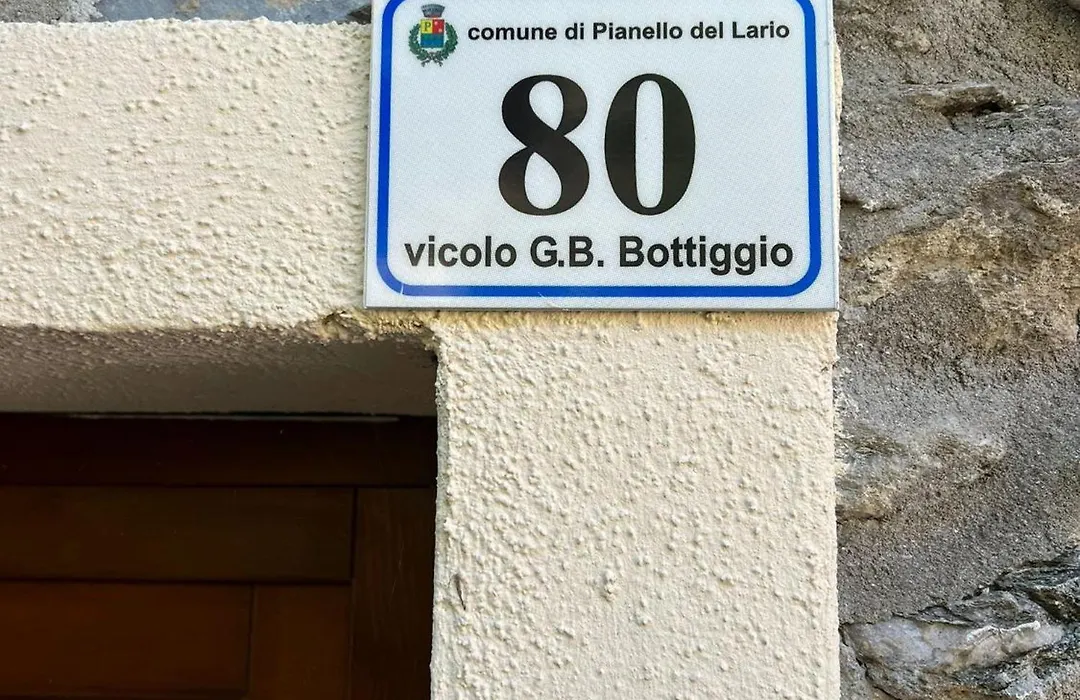 comune di Pianello del Lario
80
vicolo G.B. Bottiggio